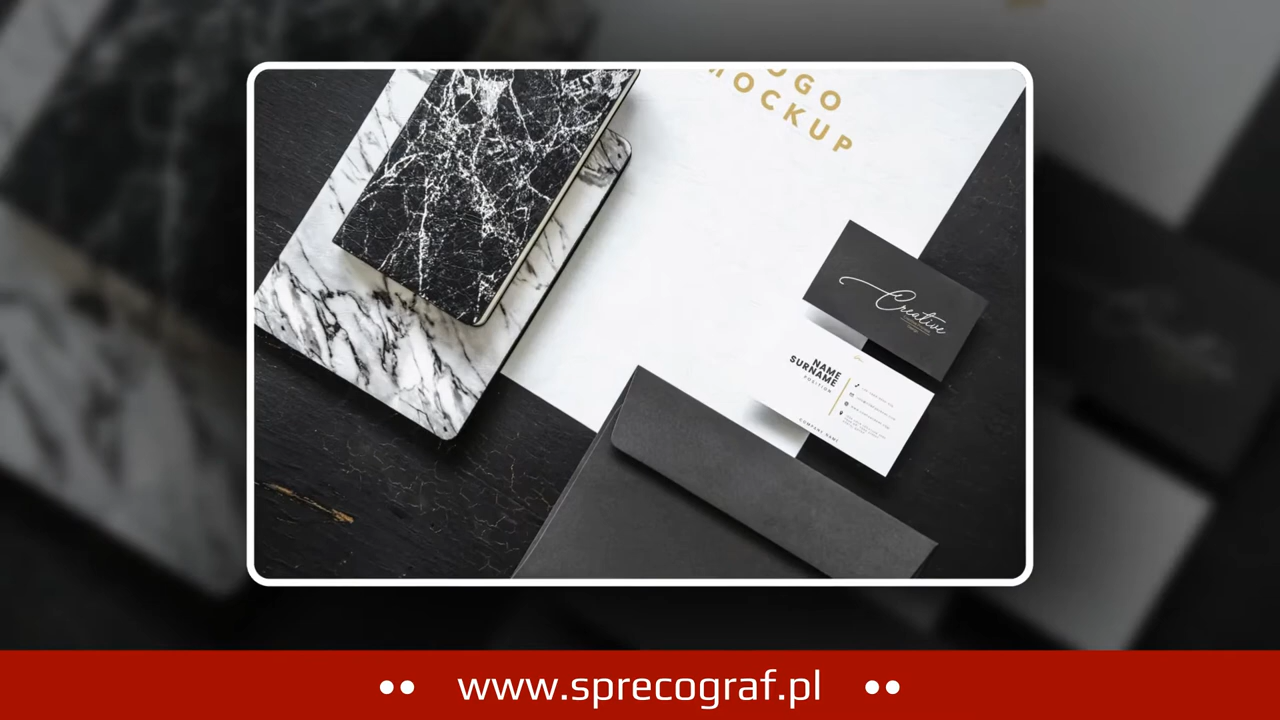 OGO
MOCKUP
Creative
NAME
SURNAME
POSITION
COMPANY NAME
www.sprecograf.pl